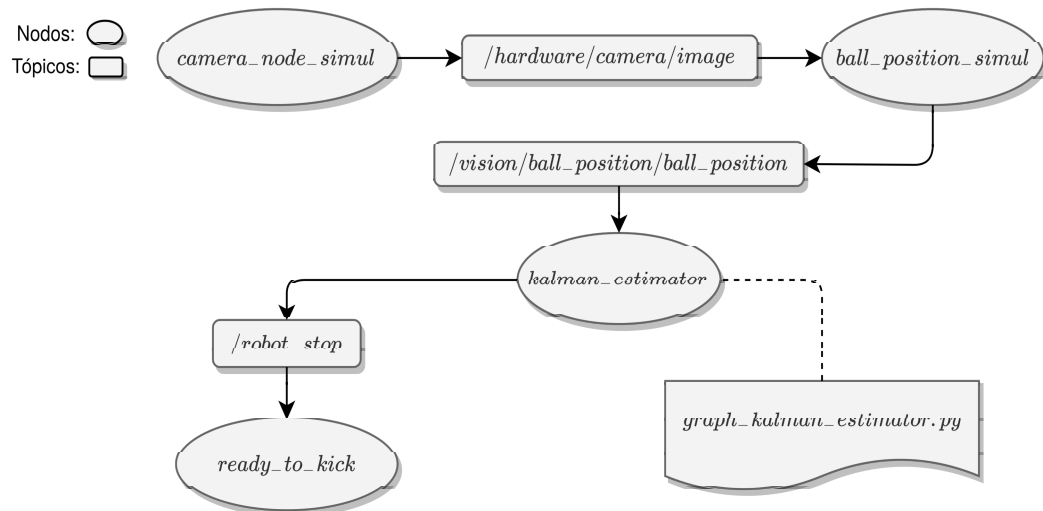 Nodos:
Tópicos:
camera_node_simul
/hardware/camera/image
ball_position_simul
/vision/ball_position/ball_position
kalman_estimator
/robot_stop
graph_kalman_estimator.py
ready_to_kick